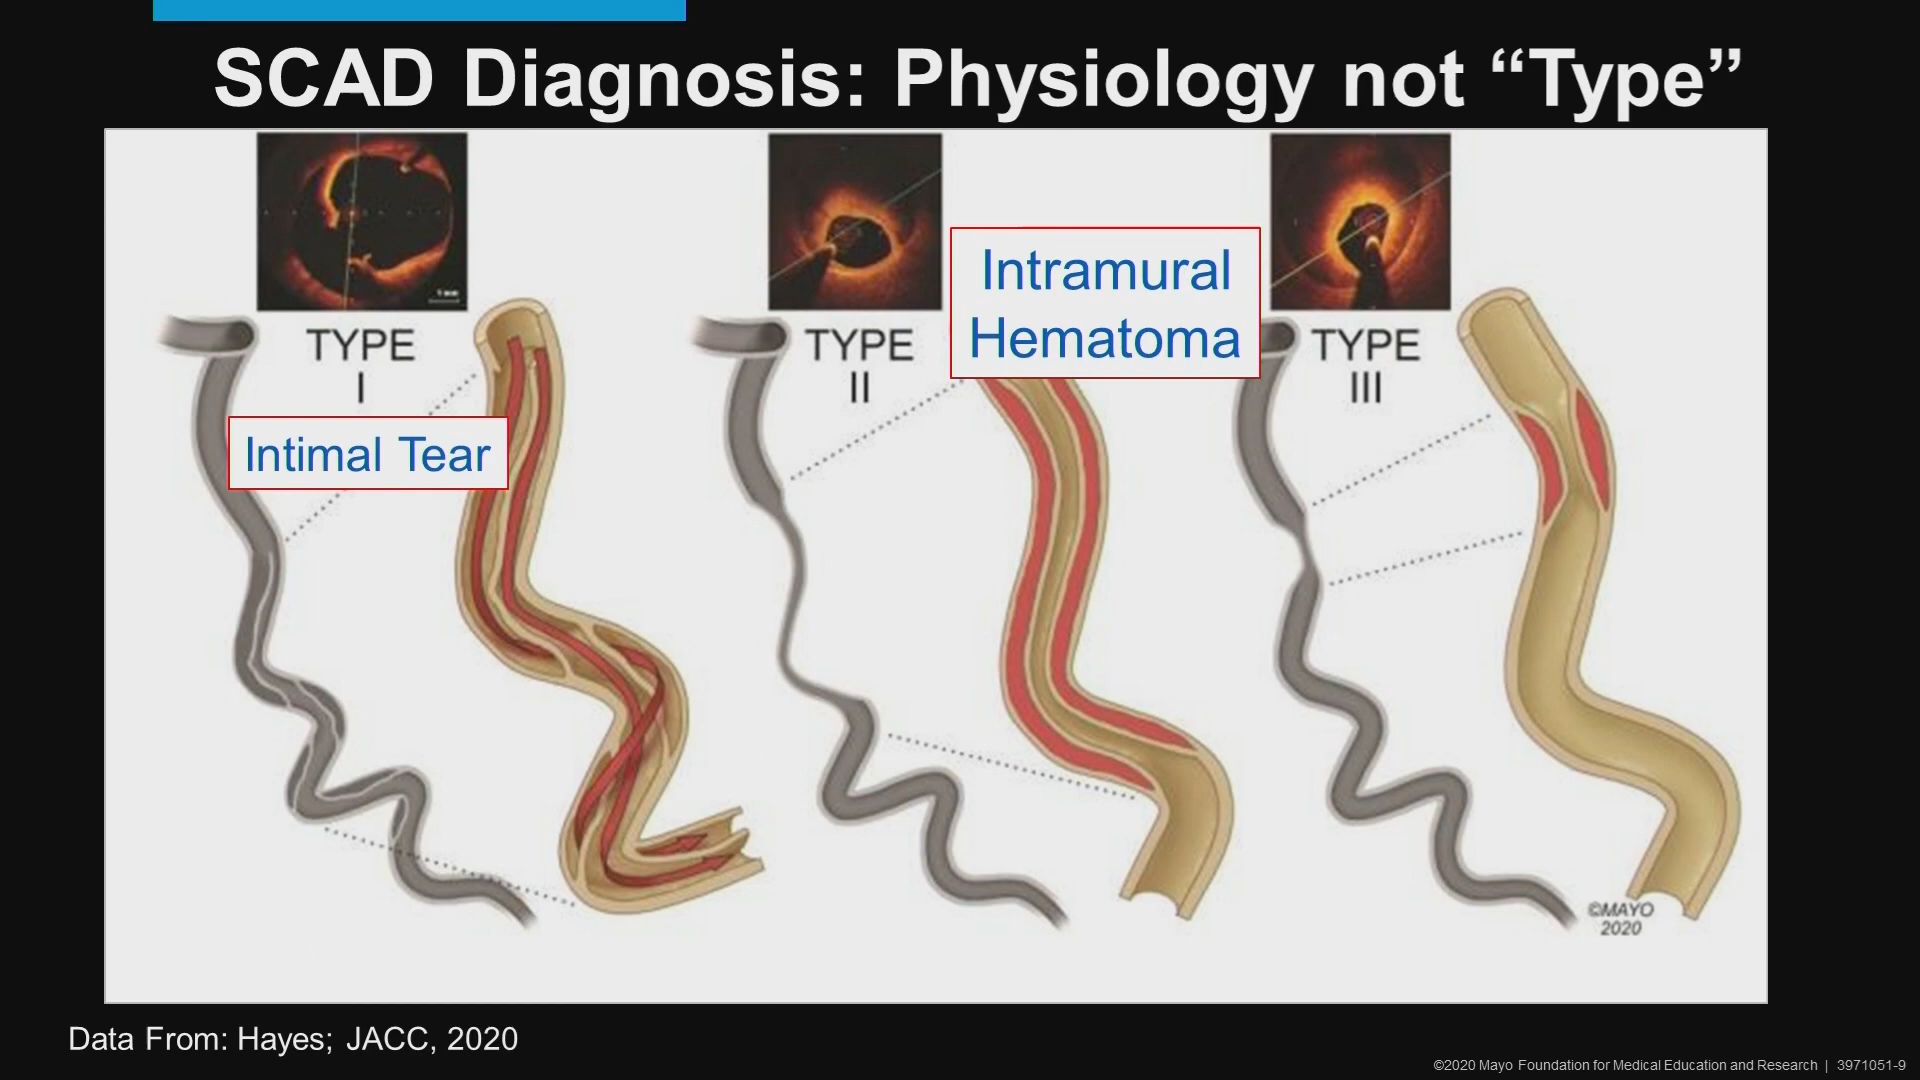 SCAD Diagnosis: Physiology not “Type”
TYPE
I
Intimal Tear
TYPE
II
Intramural
Hematoma
TYPE
III
©MAYO
2020
Data From: Hayes; JACC, 2020
©2020 Mayo Foundation for Medical Education and Research | 3971051-9